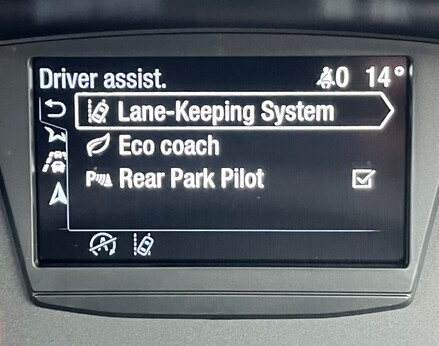 Driver assist. 0 14°
Lane-Keeping System
Eco coach
P Rear Park Pilot
A